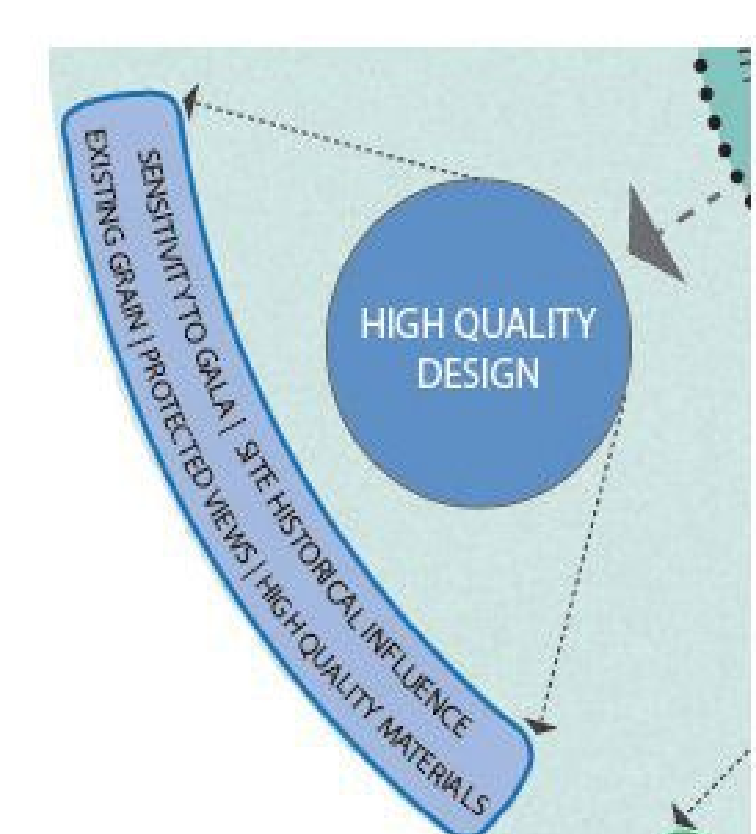 SENSITIVITY TO GALA | SITE HISTORICAL INFLUENCE
EXISTING GRAIN | PROTECTED VIEWS | HIGH QUALITY MATERIALS
HIGH QUALITY
DESIGN